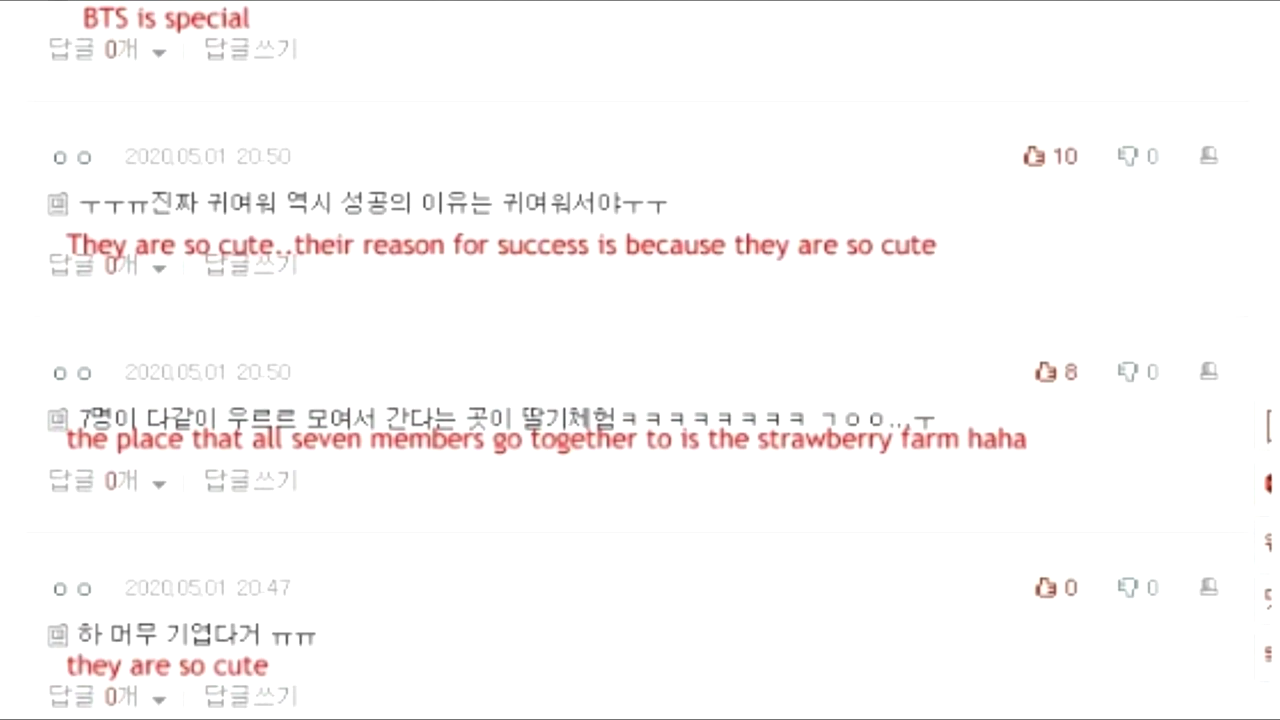 BTS is special
답글 0개 답글쓰기
ㅇㅇ 2020.05.01 20:50 10 0
ㅜㅜㅠ진짜 귀여워 역시 성공의 이유는 귀여워서야ㅜㅜ
They are so cute..their reason for success is because they are so cute
답글 0개 답글쓰기
ㅇㅇ 2020.05.01 20:50 8 0
7명이 다같이 우르르 모여서 간다는 곳이 딸기체험ㅋㅋㅋㅋㅋㅋㅋㅋ ㄱㅇㅇ...ㅜ
the place that all seven members go together to is the strawberry farm haha
답글 0개 답글쓰기
ㅇㅇ 2020.05.01 20:47 0 0
하 머무 기엽다거 ㅠㅠ
they are so cute
답글 0개 답글쓰기